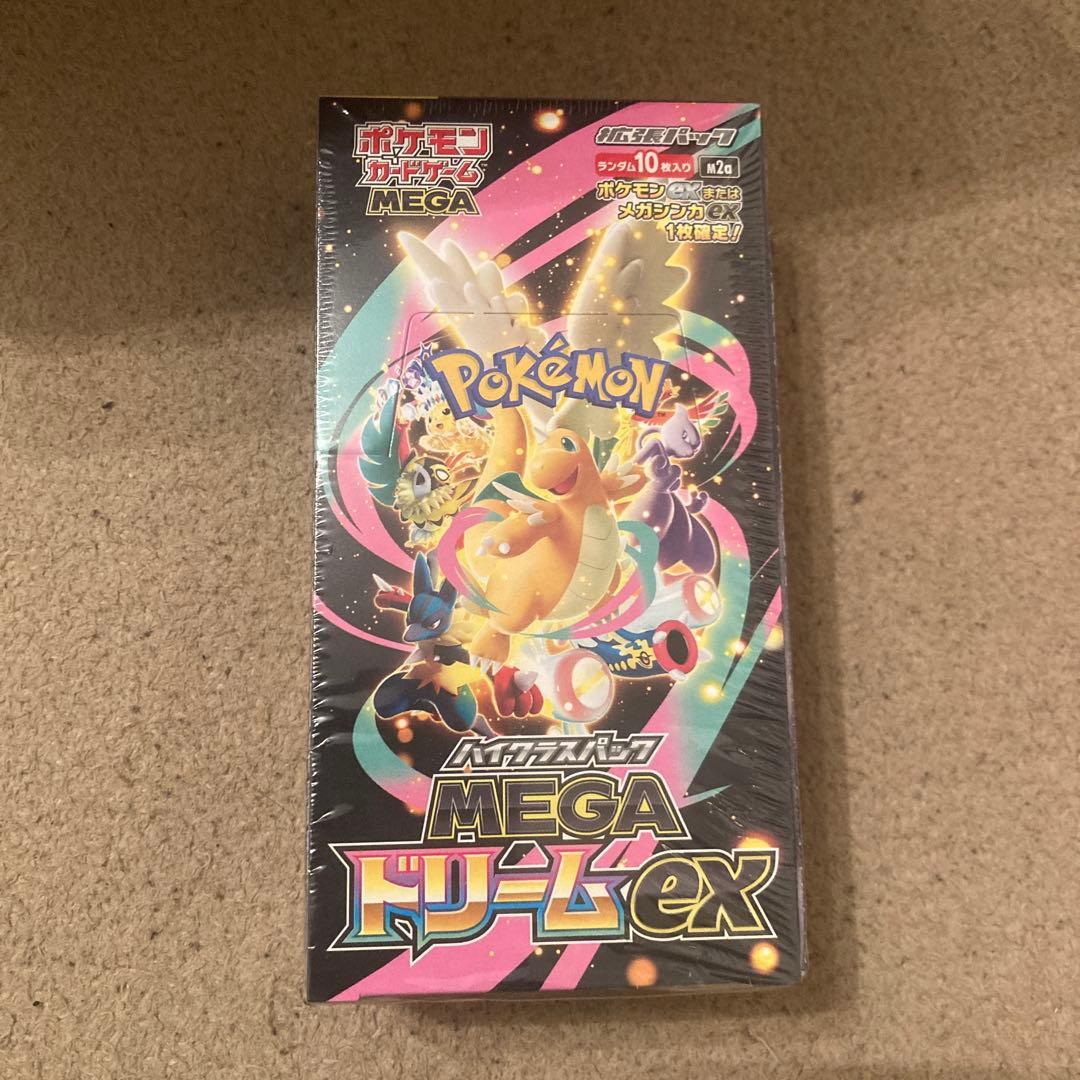 ポケモン
カードゲーム
MEGA
拡張パック
ランダム10枚入り M2a
ポケモンexまたは
メガシンカex
1枚確定!
POKéMON
ハイクラスパック
MEGA
ドリームex